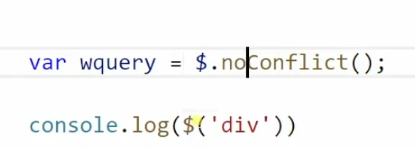 var wquery = $.noConflict();
console.log($('div'))